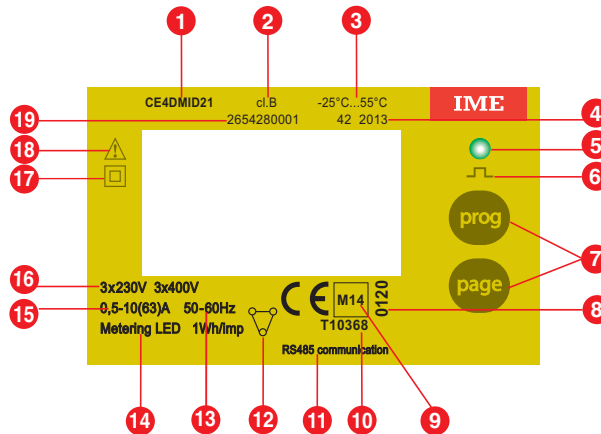 1 2 3
CE4DMID21 cl.B -25°C...55°C IME
19 2654280001 42 2013 4
18 5
17 6
prog
7
page
16 3x230V 3x400V
15 0,5-10(63)A 50-60Hz CE M14 0120 8
Metering LED 1Wh/Imp T10368
RS485 communication
14 13 12 11 10 9